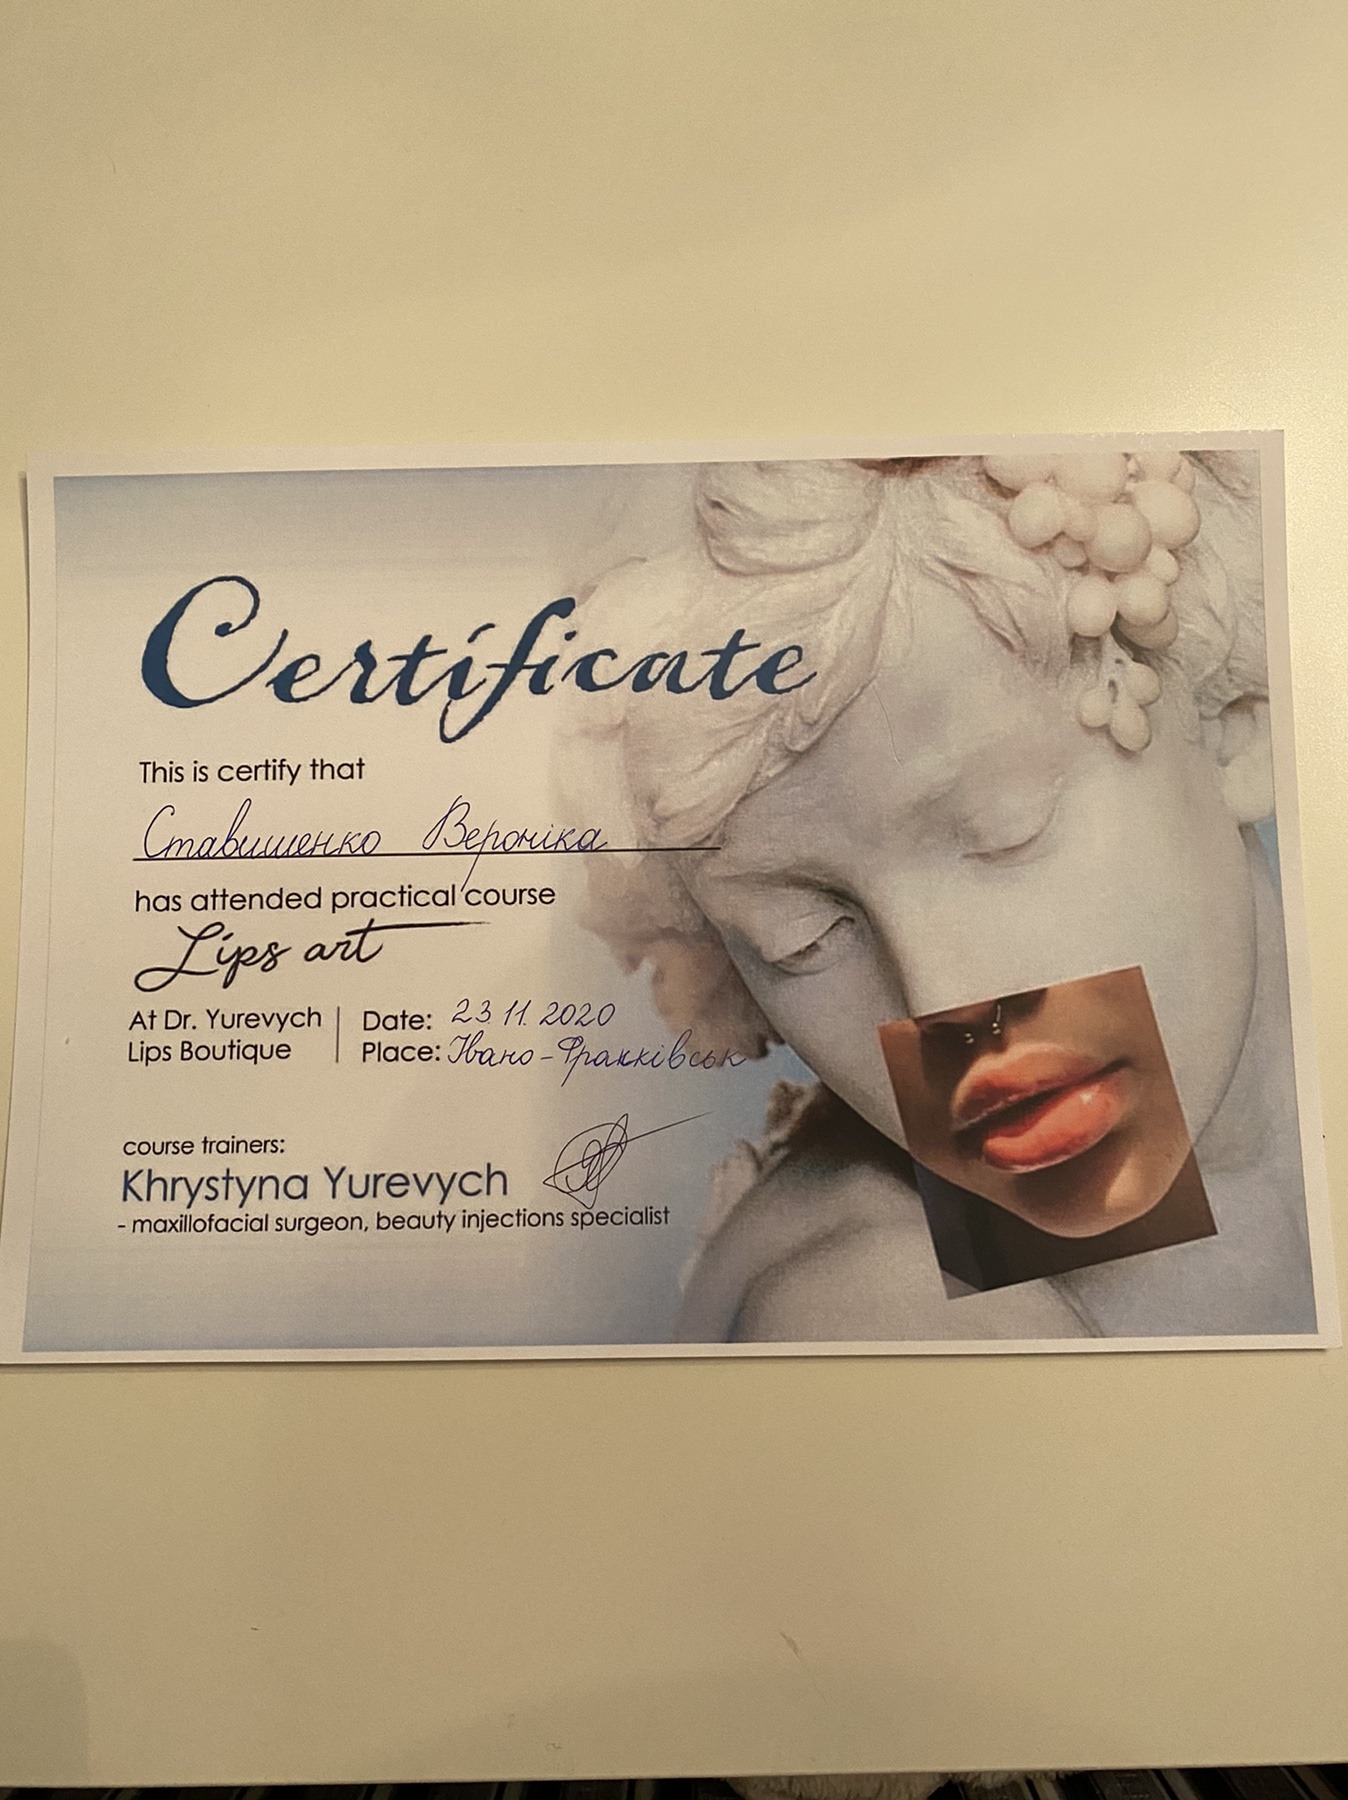 Certificate
This is certify that
Ставишенко Вероніка
has attended practical course
Lips art
At Dr. Yurevych
Lips Boutique
Date: 23.11.2020
Place: Івано-Франківськ
course trainers:
Khrystyna Yurevych
- maxillofacial surgeon, beauty injections specialist